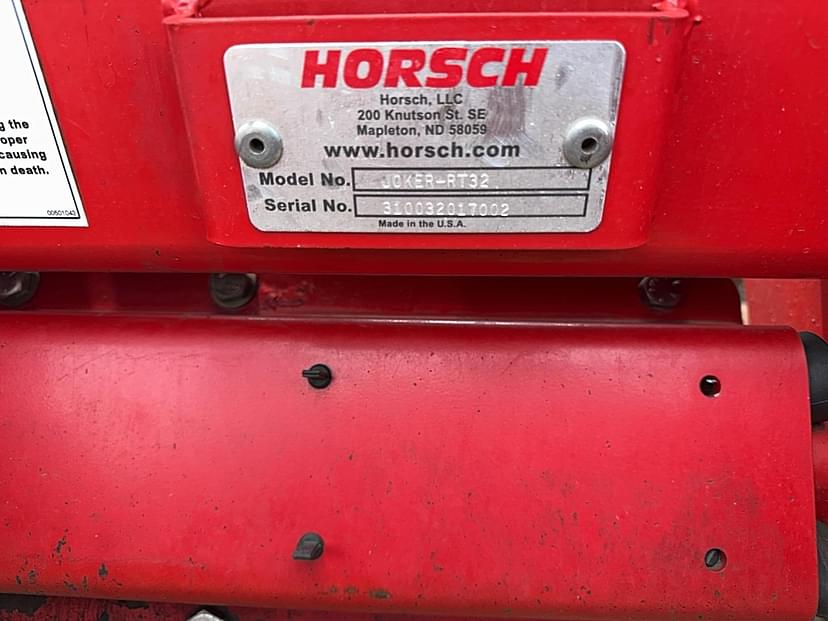 g the
oper
causing
n death.
00501042
HORSCH
Horsch, LLC
200 Knutson St. SE
Mapleton, ND 58059
www.horsch.com
Model No. JOKER-RT32
Serial No. 310032017002
Made in the U.S.A.